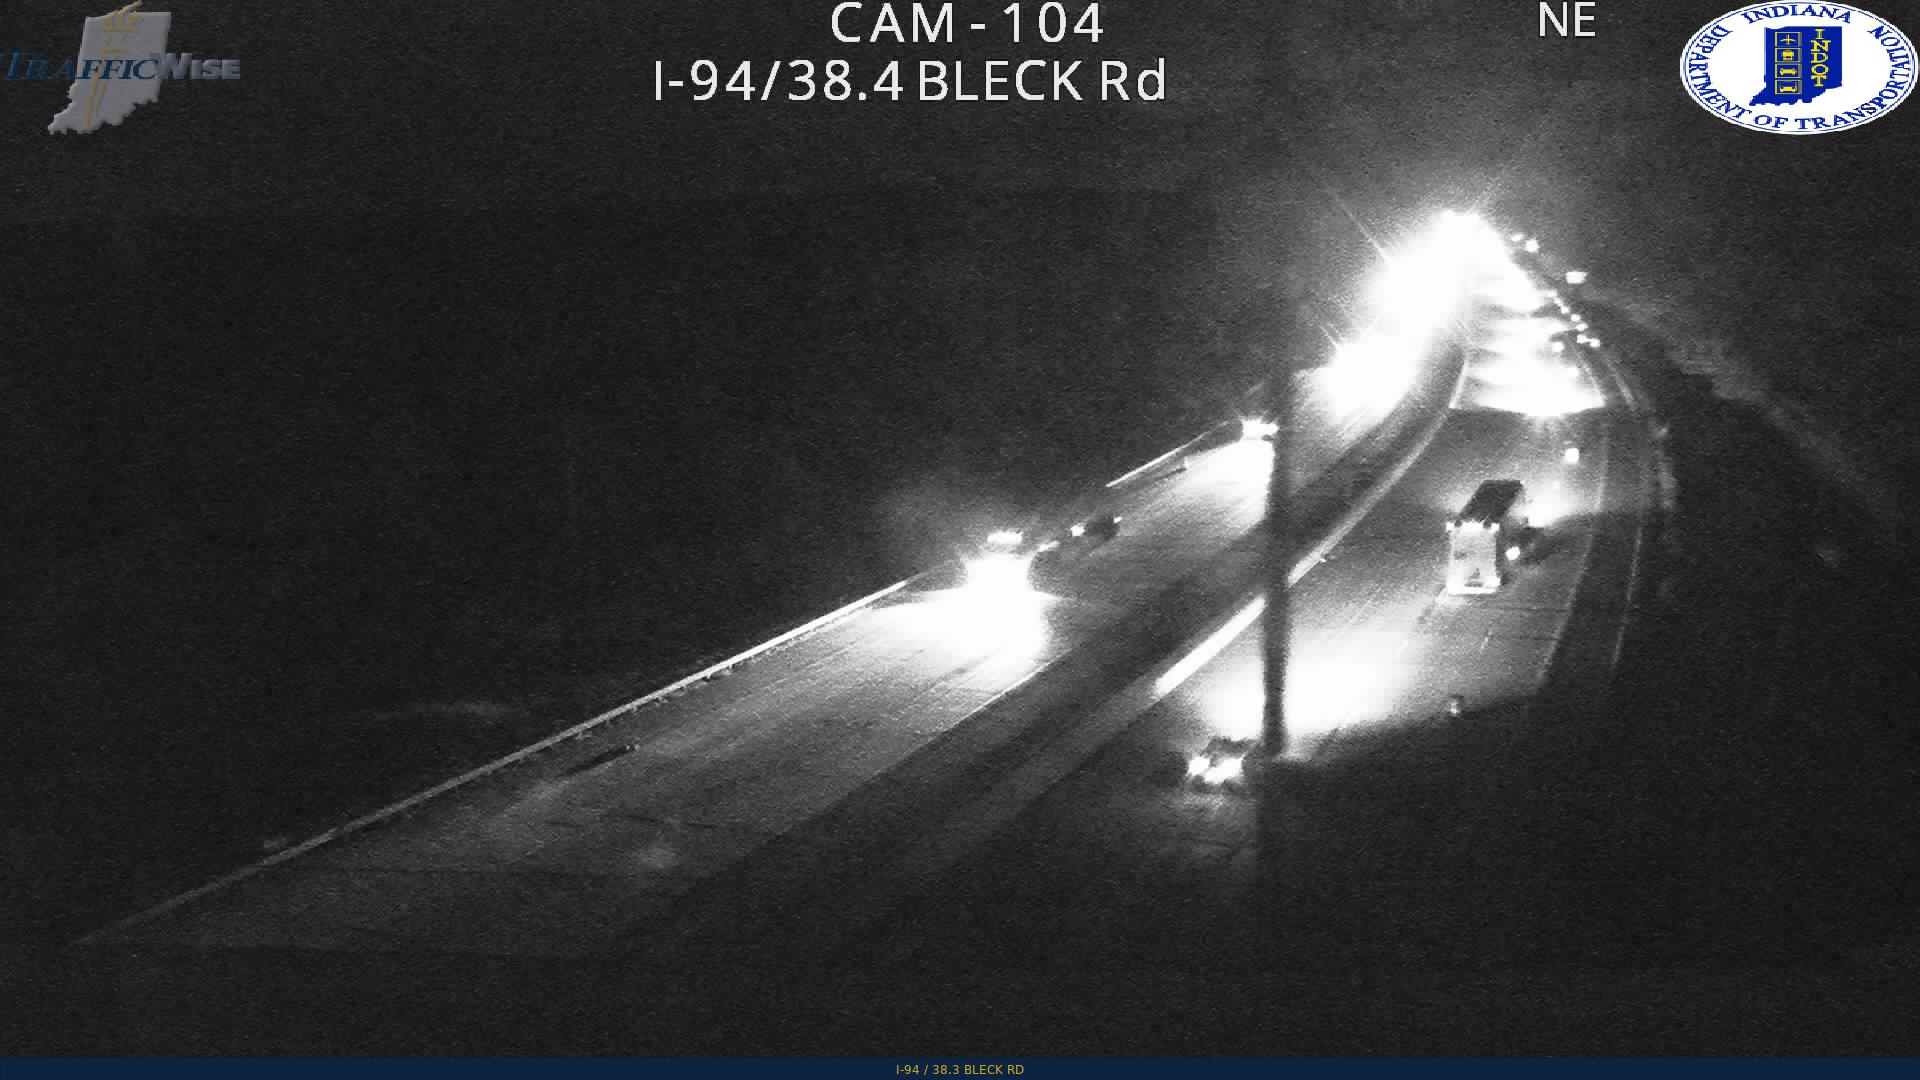 CAM-104
NE
I-94/38.4 BLECK Rd
TRAFFICWISE
INDIANA
DEPARTMENT OF TRANSPORTATION
INDOT
I-94 / 38.3 BLECK RD